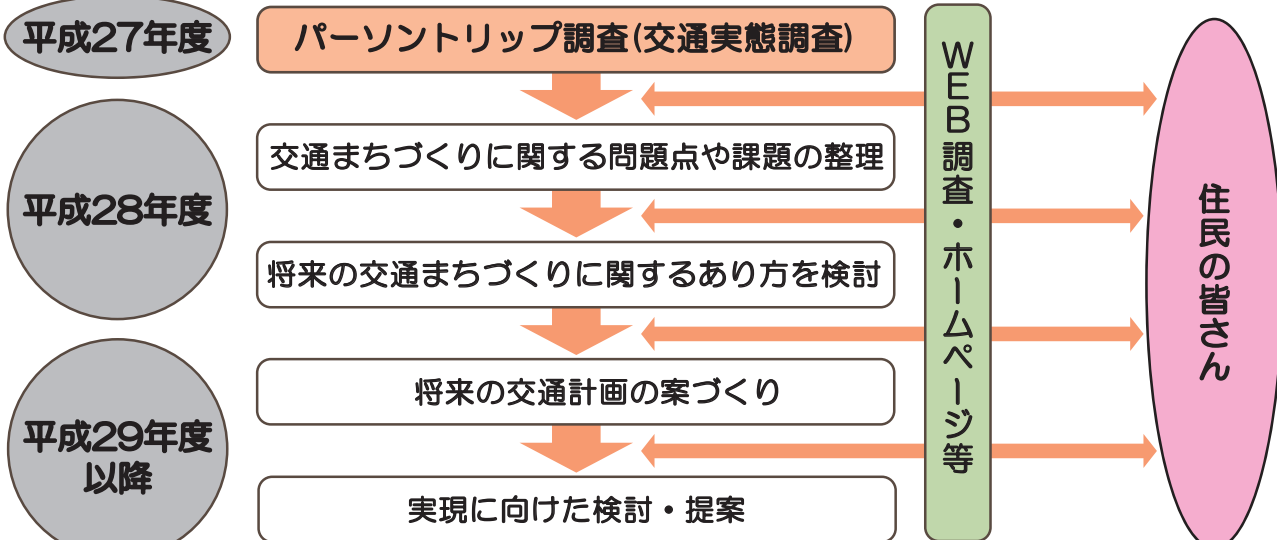 平成27年度
パーソントリップ調査(交通実態調査)
交通まちづくりに関する問題点や課題の整理
平成28年度
将来の交通まちづくりに関するあり方を検討
将来の交通計画の案づくり
平成29年度
以降
実現に向けた検討・提案
WEB調査・ホームページ等
住民の皆さん